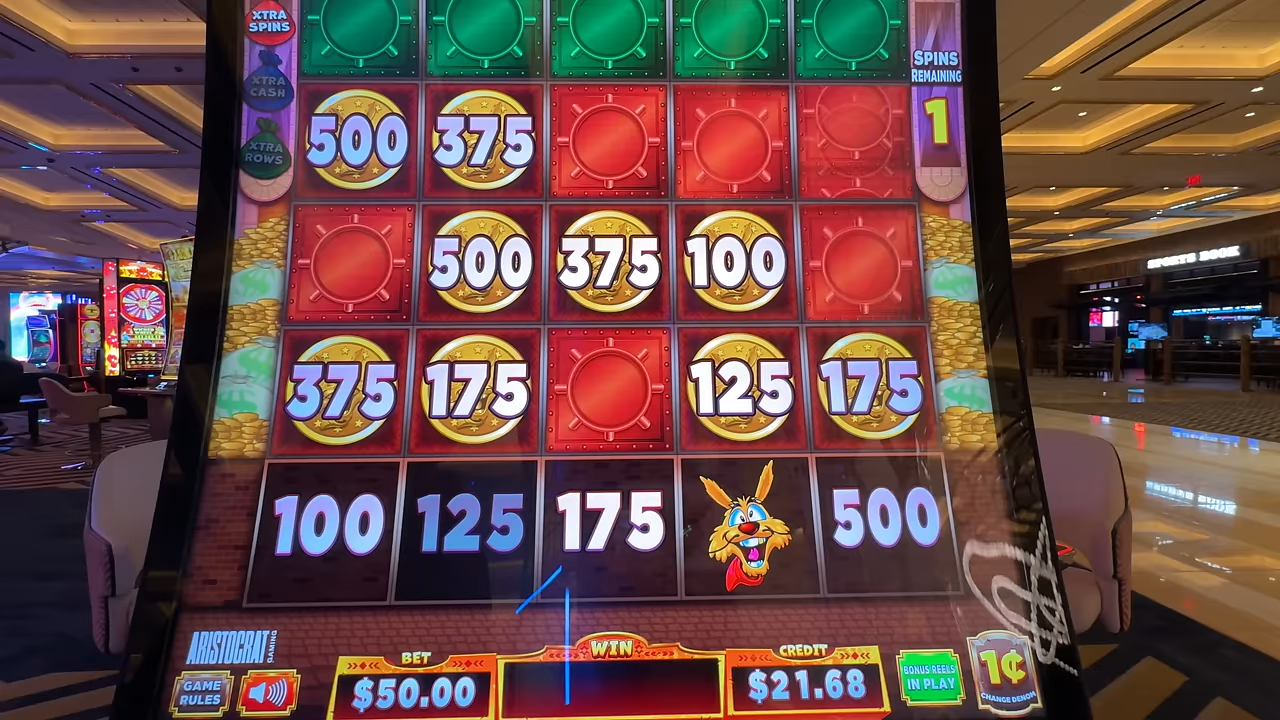 XTRA
SPINS
XTRA
CASH
XTRA
ROWS
SPINS
REMAINING
1
500 375
500 375 100
375 175 125 175
100 125 175 500
SPORTS BOOK
ARISTOCRAT
GAMING
GAME
RULES
BET
$50.00
WIN
CREDIT
$21.68
BONUS REELS
IN PLAY
1¢
CHANGE DENOM